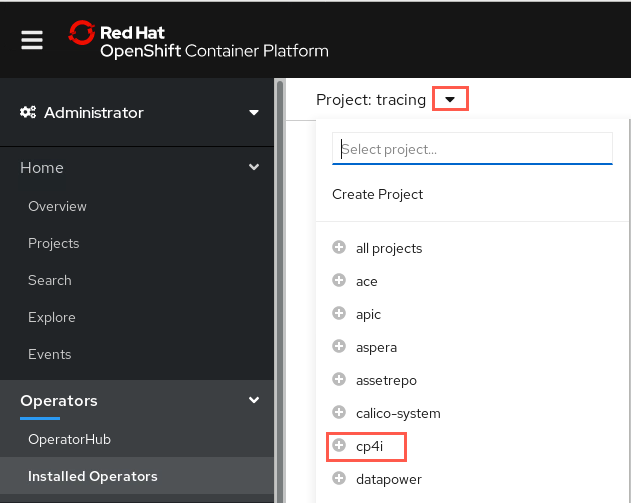 Red Hat
OpenShift Container Platform
Administrator
Home
Overview
Projects
Search
Explore
Events
Operators
OperatorHub
Installed Operators
Project: tracing
Select project...
Create Project
all projects
ace
apic
aspera
assetrepo
calico-system
cp4i
datapower